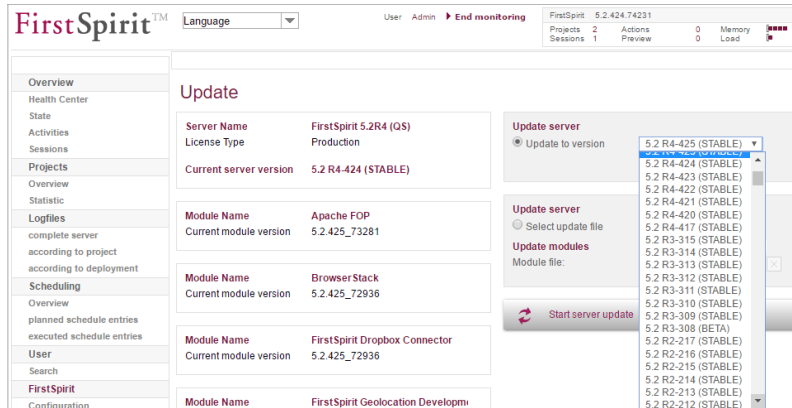 FirstSpirit™
Language
User Admin End monitoring
FirstSpirit 5.2.424.74231
Projects 2 Actions 0 Memory
Sessions 1 Preview 0 Load
Overview
Health Center
State
Activities
Sessions
Projects
Overview
Statistic
Logfiles
complete server
according to project
according to deployment
Scheduling
Overview
planned schedule entries
executed schedule entries
User
Search
FirstSpirit
Configuration
Update
Server Name FirstSpirit 5.2R4 (QS)
License Type Production
Current server version 5.2 R4-424 (STABLE)
Module Name Apache FOP
Current module version 5.2.425_73281
Module Name BrowserStack
Current module version 5.2.425_72936
Module Name FirstSpirit Dropbox Connector
Current module version 5.2.425_72936
Module Name FirstSpirit Geolocation Developm
Update server
Update to version 5.2 R4-425 (STABLE)
5.2 R4-425 (STABLE)
5.2 R4-424 (STABLE)
5.2 R4-423 (STABLE)
5.2 R4-422 (STABLE)
5.2 R4-421 (STABLE)
5.2 R4-420 (STABLE)
5.2 R4-417 (STABLE)
5.2 R3-315 (STABLE)
5.2 R3-314 (STABLE)
5.2 R3-313 (STABLE)
5.2 R3-312 (STABLE)
5.2 R3-311 (STABLE)
5.2 R3-310 (STABLE)
5.2 R3-309 (STABLE)
5.2 R3-308 (BETA)
5.2 R2-217 (STABLE)
5.2 R2-216 (STABLE)
5.2 R2-215 (STABLE)
5.2 R2-214 (STABLE)
5.2 R2-213 (STABLE)
5.2 R2-212 (STABLE)
Update server
Select update file
Update modules
Module file:
Start server update